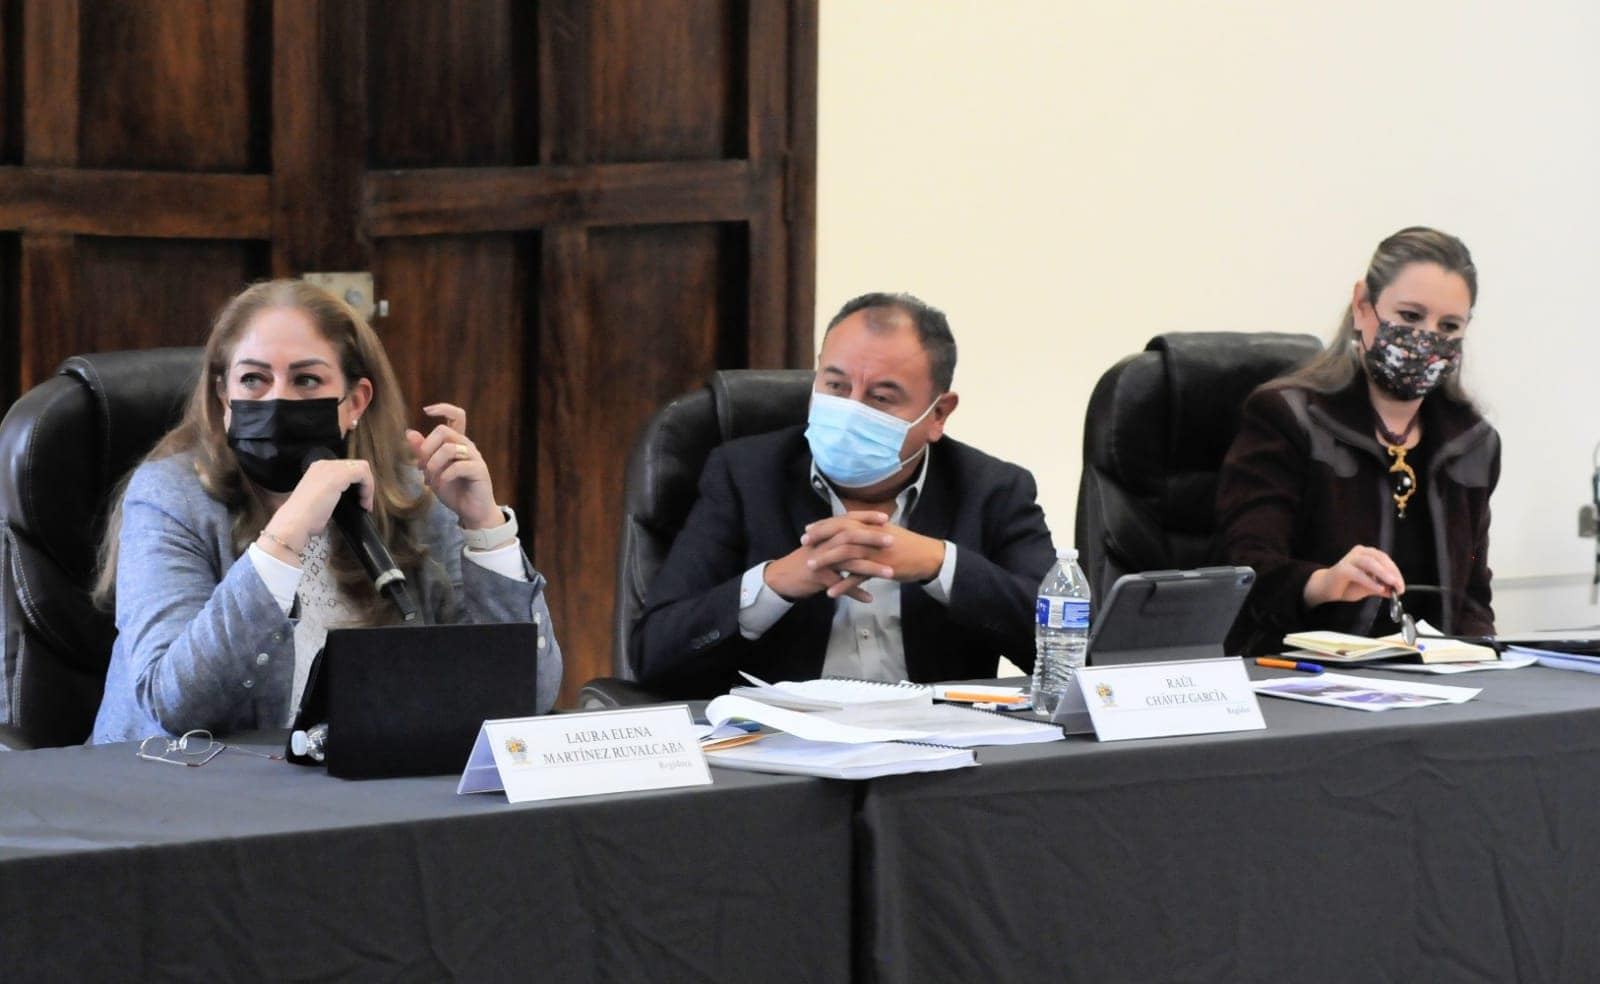 LAURA ELENA
MARTÍNEZ RUVALCABA
Regidora
RAÚL
CHÁVEZ GARCÍA
Regidor